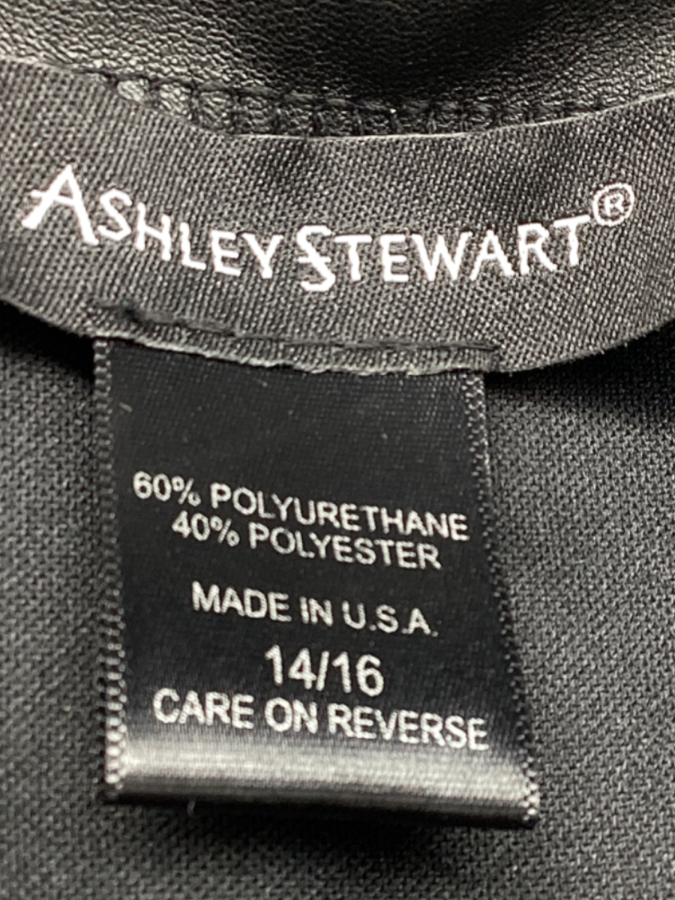 ASHLEY STEWART®
60% POLYURETHANE
40% POLYESTER
MADE IN U.S.A.
14/16
CARE ON REVERSE